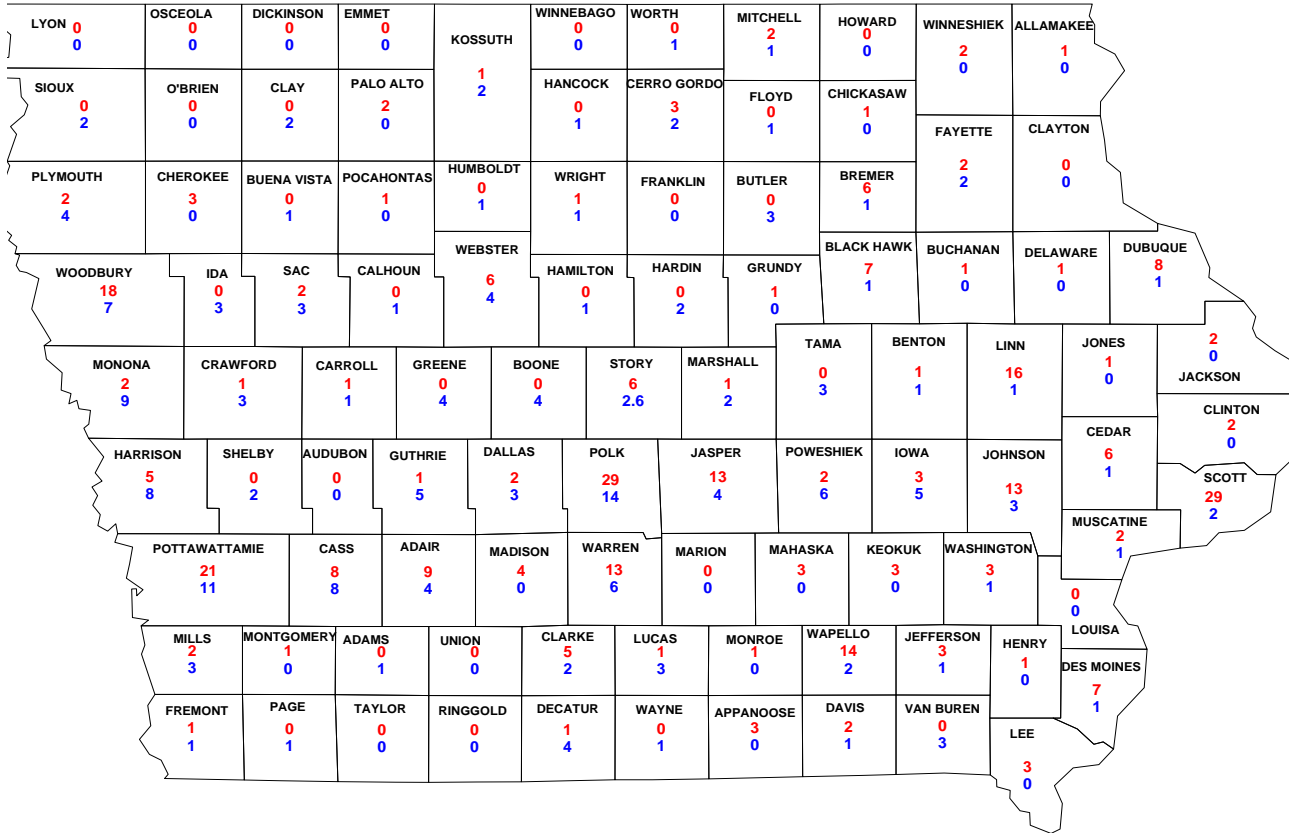 LYON 0
0
OSCEOLA
0
0
DICKINSON
0
0
EMMET
0
0
KOSSUTH
1
2
WINNEBAGO
0
0
WORTH
0
1
MITCHELL
2
1
HOWARD
0
0
WINNESHIEK
2
0
ALLAMAKEE
1
0
SIOUX
0
2
O'BRIEN
0
0
CLAY
0
2
PALO ALTO
2
0
HANCOCK
0
1
CERRO GORDO
3
2
FLOYD
0
1
CHICKASAW
1
0
FAYETTE
2
2
CLAYTON
0
0
PLYMOUTH
2
4
CHEROKEE
3
0
BUENA VISTA
0
1
POCAHONTAS
1
0
HUMBOLDT
0
1
WRIGHT
1
1
FRANKLIN
0
0
BUTLER
0
3
BREMER
6
1
WOODBURY
18
7
IDA
0
3
SAC
2
3
CALHOUN
0
1
WEBSTER
6
4
HAMILTON
0
1
HARDIN
0
2
GRUNDY
1
0
BLACK HAWK
7
1
BUCHANAN
1
0
DELAWARE
1
0
DUBUQUE
8
1
MONONA
2
9
CRAWFORD
1
3
CARROLL
1
1
GREENE
0
4
BOONE
0
4
STORY
6
2.6
MARSHALL
1
2
TAMA
0
3
BENTON
1
1
LINN
16
1
JONES
1
0
2
0
JACKSON
CLINTON
2
0
HARRISON
5
8
SHELBY
0
2
AUDUBON
0
0
GUTHRIE
1
5
DALLAS
2
3
POLK
29
14
JASPER
13
4
POWESHIEK
2
6
IOWA
3
5
JOHNSON
13
3
CEDAR
6
1
SCOTT
29
2
MUSCATINE
2
1
POTTAWATTAMIE
21
11
CASS
8
8
ADAIR
9
4
MADISON
4
0
WARREN
13
6
MARION
0
0
MAHASKA
3
0
KEOKUK
3
0
WASHINGTON
3
1
0
0
LOUISA
MILLS
2
3
MONTGOMERY
1
0
ADAMS
0
1
UNION
0
0
CLARKE
5
2
LUCAS
1
3
MONROE
1
0
WAPELLO
14
2
JEFFERSON
3
1
HENRY
1
0
DES MOINES
7
1
FREMONT
1
1
PAGE
0
1
TAYLOR
0
0
RINGGOLD
0
0
DECATUR
1
4
WAYNE
0
1
APPANOOSE
3
0
DAVIS
2
1
VAN BUREN
0
3
LEE
3
0